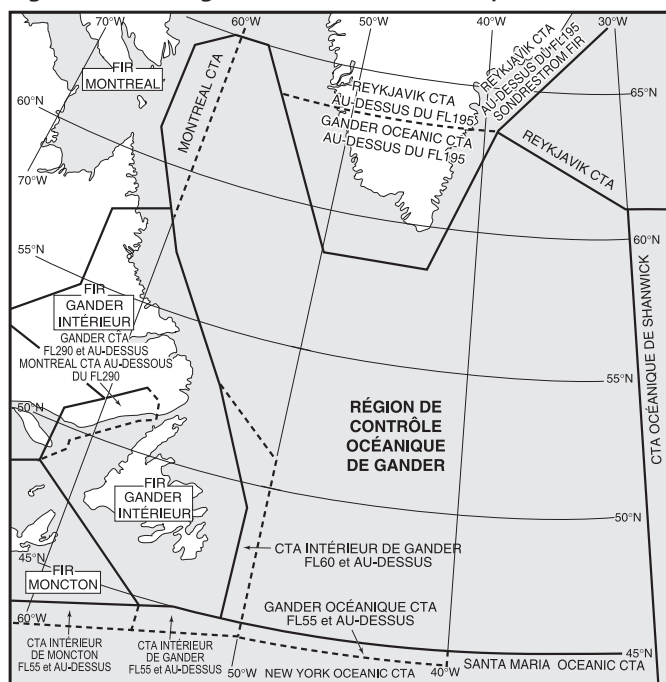 70°W
60°W
50°W
40°W
30°W
FIR
MONTREAL
MONTREAL CTA
REYKJAVIK CTA
AU-DESSUS DU FL195
GANDER OCEANIC CTA
AU-DESSUS DU FL195
REYKJAVIK CTA
AU-DESSUS DU FL195
SONDRESTROM FIR
65°N
60°N
70°W
REYKJAVIK CTA
60°N
55°N
FIR
GANDER
INTÉRIEUR
GANDER CTA
FL290 et AU-DESSUS
MONTREAL CTA AU-DESSOUS
DU FL290
CTA OCÉANIQUE DE SHANWICK
55°N
RÉGION DE
CONTRÔLE
OCÉANIQUE
DE GANDER
50°N
FIR
GANDER
INTÉRIEUR
50°N
CTA INTÉRIEUR DE GANDER
FL60 et AU-DESSUS
45°N
FIR
MONCTON
GANDER OCÉANIQUE CTA
FL55 et AU-DESSUS
60°W
CTA INTÉRIEUR
DE MONCTON
FL55 et AU-DESSUS
CTA INTÉRIEUR
DE GANDER
FL55 et AU-DESSUS
50°W
NEW YORK OCEANIC CTA
40°W
SANTA MARIA OCEANIC CTA
45°N